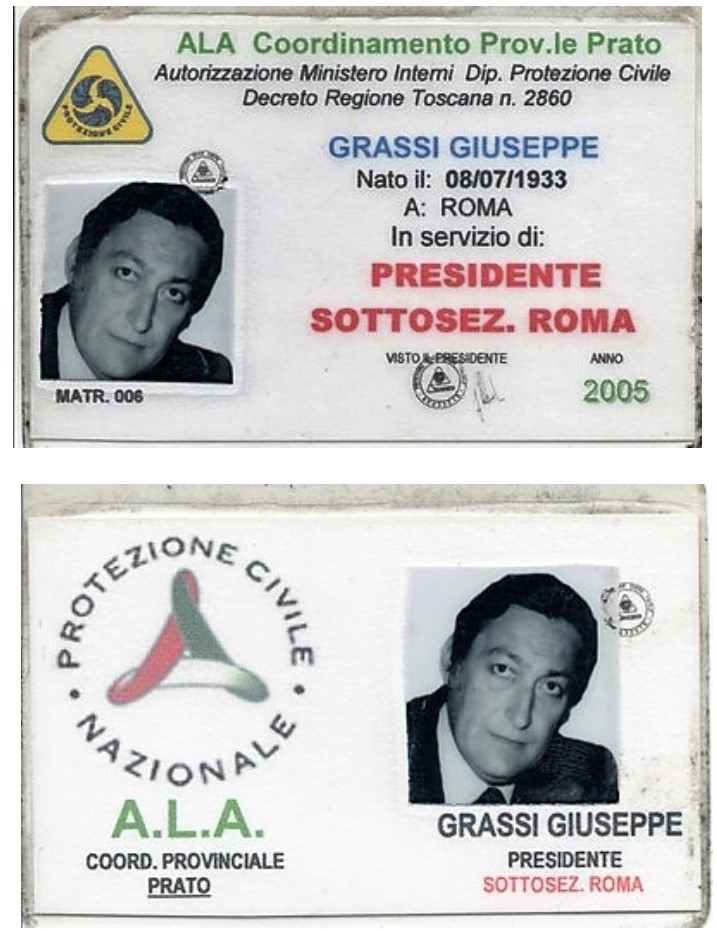 ALA Coordinamento Prov.le Prato
Autorizzazione Ministero Interni Dip. Protezione Civile
Decreto Regione Toscana n. 2860
PROTEZIONE CIVILE
GRASSI GIUSEPPE
Nato il: 08/07/1933
A: ROMA
In servizio di:
PRESIDENTE
SOTTOSEZ. ROMA
VISTO IL PRESIDENTE
ANNO
MATR. 006
2005
PROTEZIONE CIVILE
NAZIONALE
A.L.A.
COORD. PROVINCIALE
PRATO
GRASSI GIUSEPPE
PRESIDENTE
SOTTOSEZ. ROMA